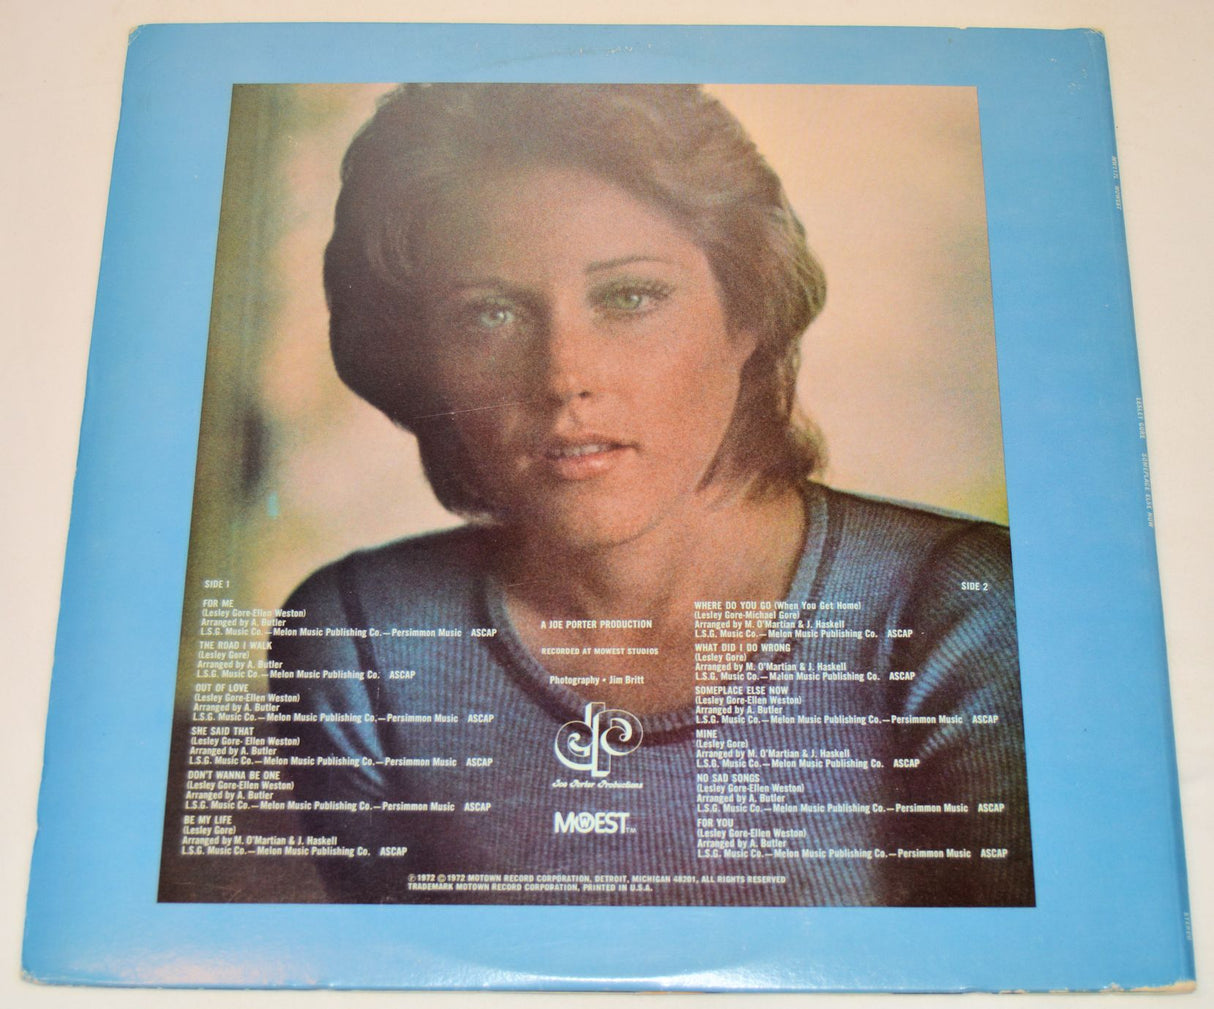 SIDE 1
FOR ME
(Lesley Gore-Ellen Weston)
Arranged by A. Butler
L.S.G. Music Co.—Melon Music Publishing Co.—Persimmon Music ASCAP
THE ROAD I WALK
(Lesley Gore)
Arranged by A. Butler
L.S.G. Music Co.—Melon Music Publishing Co. ASCAP
OUT OF LOVE
(Lesley Gore-Ellen Weston)
Arranged by A. Butler
L.S.G. Music Co.—Melon Music Publishing Co.—Persimmon Music ASCAP
SHE SAID THAT
(Lesley Gore- Ellen Weston)
Arranged by A. Butler
L.S.G. Music Co.—Melon Music Publishing Co.—Persimmon Music ASCAP
DON'T WANNA BE ONE
(Lesley Gore-Ellen Weston)
Arranged by A. Butler
L.S.G. Music Co.—Melon Music Publishing Co.—Persimmon Music ASCAP
BE MY LIFE
(Lesley Gore)
Arranged by M. O'Martian & J. Haskell
L.S.G. Music Co.—Melon Music Publishing Co. ASCAP
A JOE PORTER PRODUCTION
RECORDED AT MOWEST STUDIOS
Photography • Jim Britt
Joe Porter Productions
MOWEST TM
SIDE 2
WHERE DO YOU GO (When You Get Home)
(Lesley Gore-Michael Gore)
Arranged by M. O'Martian & J. Haskell
L.S.G. Music Co.—Melon Music Publishing Co. ASCAP
WHAT DID I DO WRONG
(Lesley Gore)
Arranged by M. O'Martian & J. Haskell
L.S.G. Music Co.—Malon Music Publishing Co. ASCAP
SOMEPLACE ELSE NOW
(Lesley Gore-Ellen Weston)
Arranged by A. Butler
L.S.G. Music Co.—Melon Music Publishing Co.—Persimmon Music ASCAP
MINE
(Lesley Gore)
Arranged by M. O'Martian & J. Haskell
L.S.G. Music Co.—Melon Music Publishing Co. ASCAP
NO SAD SONGS
(Lesley Gore-Ellen Weston)
Arranged by A. Butler
L.S.G. Music Co.—Melon Music Publishing Co.—Persimmon Music ASCAP
FOR YOU
(Lesley Gore-Ellen Weston)
Arranged by A. Butler
L.S.G. Music Co.—Melon Music Publishing Co.—Persimmon Music ASCAP
℗1972 ©1972 MOTOWN RECORD CORPORATION, DETROIT, MICHIGAN 48201, ALL RIGHTS RESERVED
TRADEMARK MOTOWN RECORD CORPORATION, PRINTED IN U.S.A.
MOWEST
LESLEY GORE SOMEPLACE ELSE NOW
STEREO